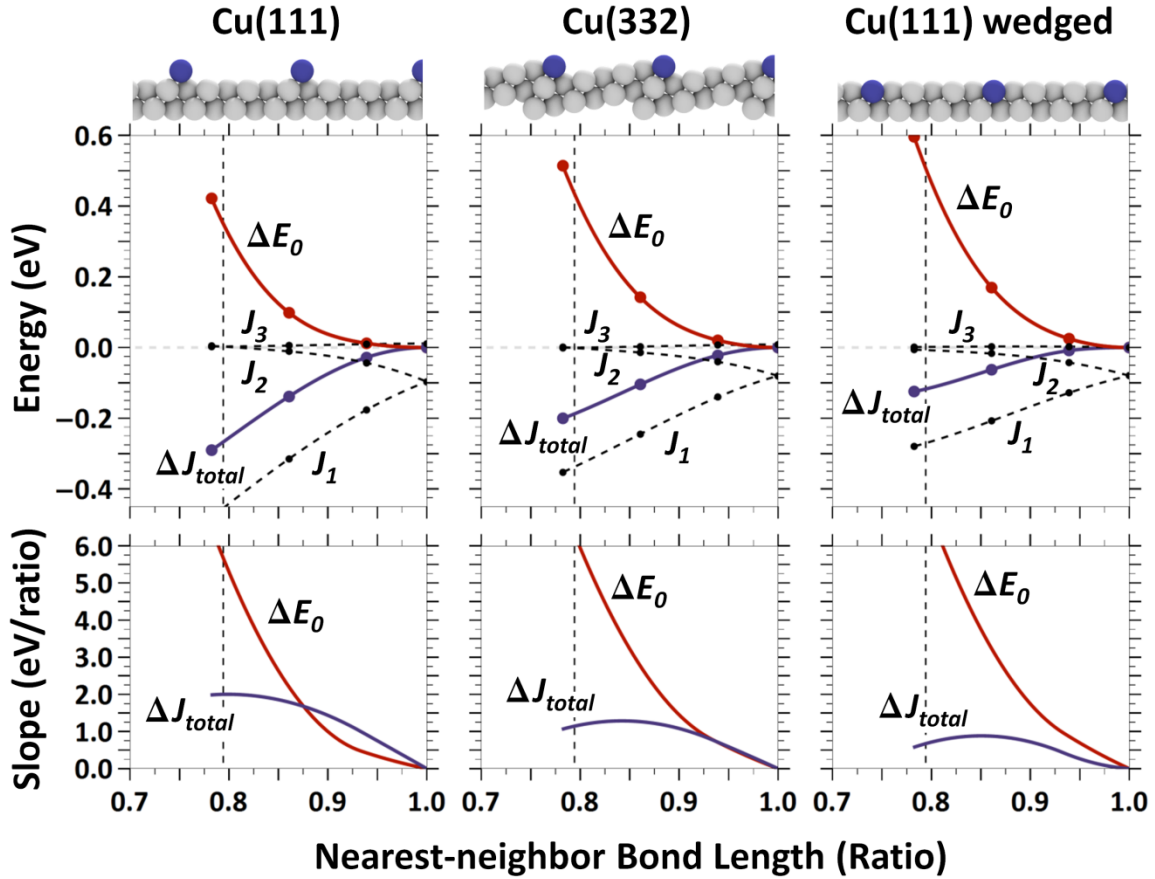 Cu(111) Cu(332) Cu(111) wedged
Energy (eV)
0.6
0.4
0.2
0.0
−0.2
−0.4
ΔE0
J3
J2
ΔJtotal
J1
ΔE0
J3
J2
ΔJtotal
J1
ΔE0
J3
J2
ΔJtotal
J1
Slope (eV/ratio)
6.0
5.0
4.0
3.0
2.0
1.0
0.0
ΔE0
ΔJtotal
ΔE0
ΔJtotal
ΔE0
ΔJtotal
0.7 0.8 0.9 1.0 0.7 0.8 0.9 1.0 0.7 0.8 0.9 1.0
Nearest-neighbor Bond Length (Ratio)